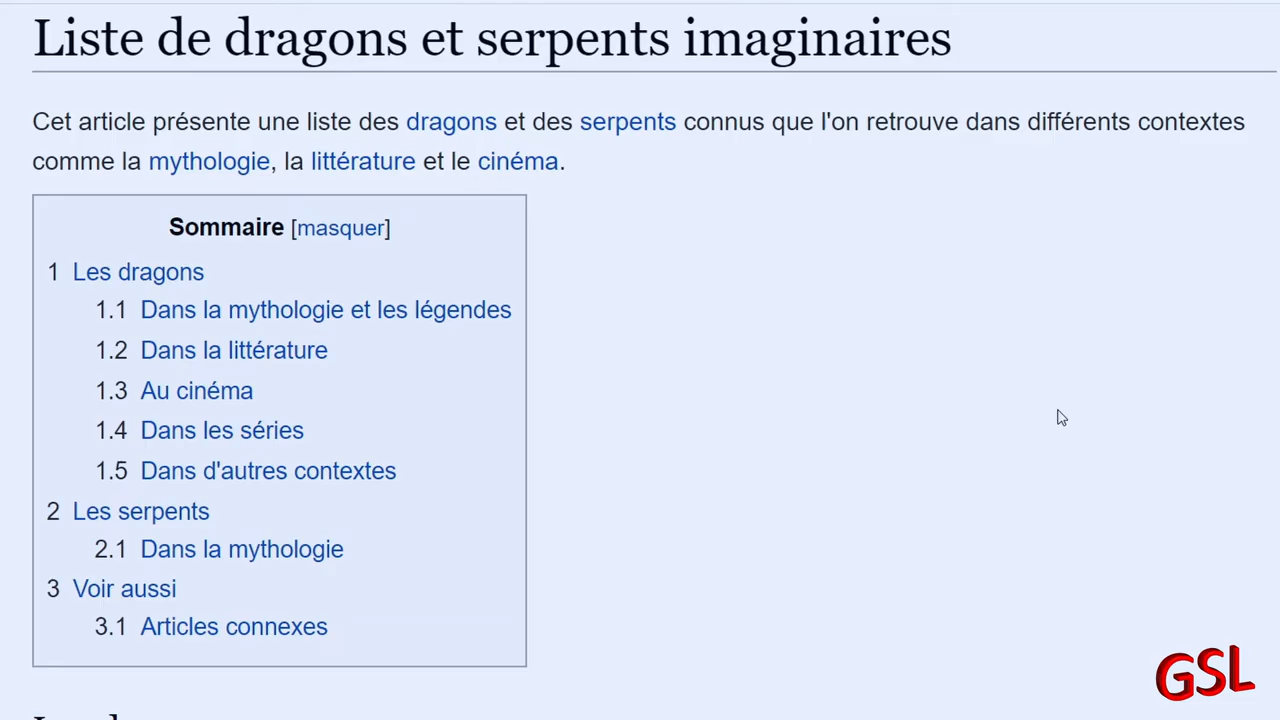 Liste de dragons et serpents imaginaires
Cet article présente une liste des dragons et des serpents connus que l'on retrouve dans différents contextes
comme la mythologie, la littérature et le cinéma.
Sommaire [masquer]
1 Les dragons
1.1 Dans la mythologie et les légendes
1.2 Dans la littérature
1.3 Au cinéma
1.4 Dans les séries
1.5 Dans d'autres contextes
2 Les serpents
2.1 Dans la mythologie
3 Voir aussi
3.1 Articles connexes
GSL